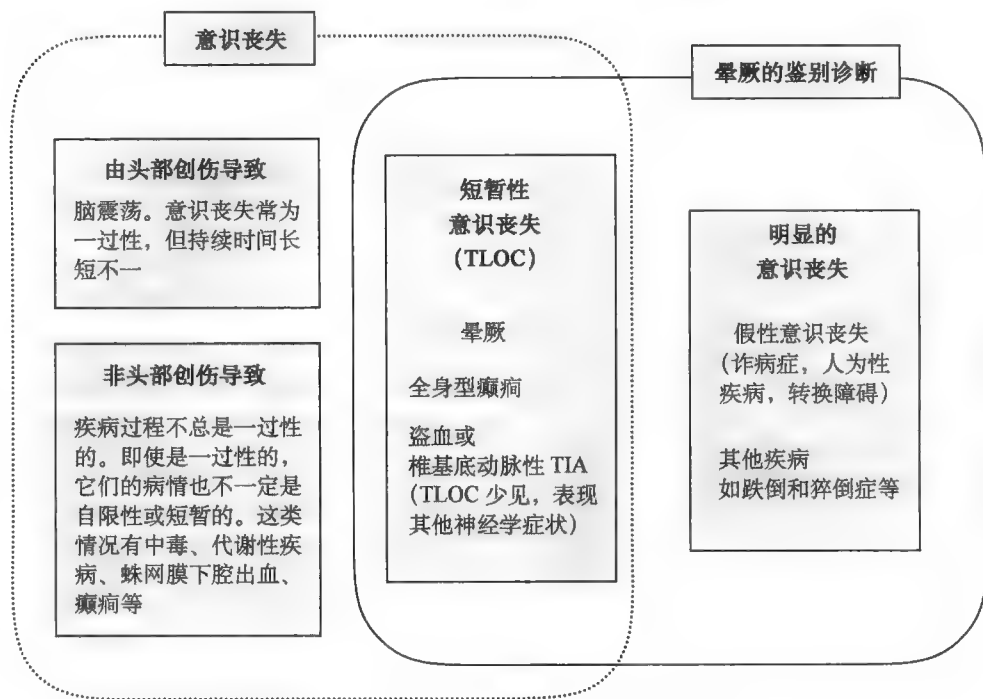 意识丧失
晕厥的鉴别诊断
由头部创伤导致
脑震荡。意识丧失常为
一过性，但持续时间长
短不一
非头部创伤导致
疾病过程不总是一过性
的。即使是一过性的，
它们的病情也不一定是
自限性或短暂的。这类
情况有中毒、代谢性疾
病、蛛网膜下腔出血、
癫痫等
短暂性
意识丧失
（TLOC）
晕厥
全身型癫痫
盗血或
椎基底动脉性 TIA
（TLOC 少见，表现
其他神经学症状）
明显的
意识丧失
假性意识丧失
（诈病症，人为性
疾病，转换障碍）
其他疾病
如跌倒和猝倒症等